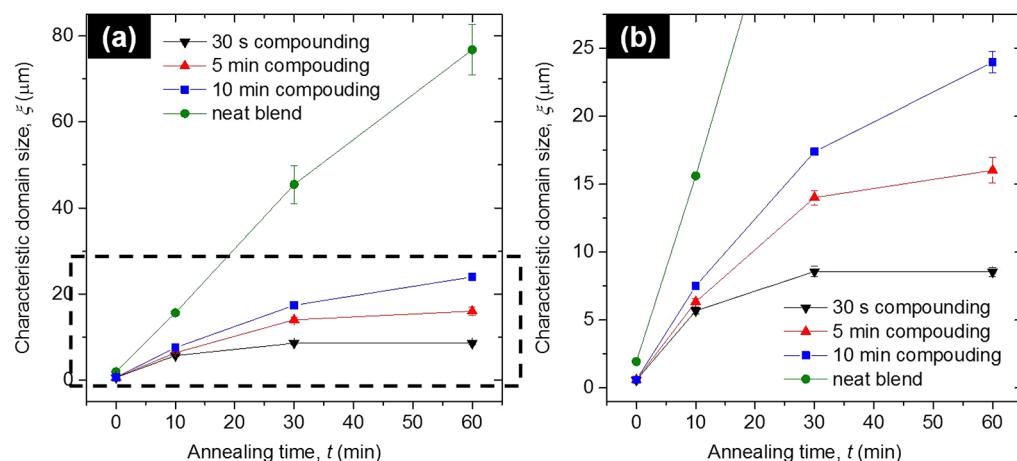 (a)
30 s compounding
5 min compouding
10 min compouding
neat blend
80
60
40
20
0
Characteristic domain size, ξ (μm)
0 10 20 30 40 50 60
Annealing time, t (min)
(b)
25
20
15
10
5
0
Characteristic domain size, ξ (μm)
30 s compounding
5 min compouding
10 min compouding
neat blend
0 10 20 30 40 50 60
Annealing time, t (min)